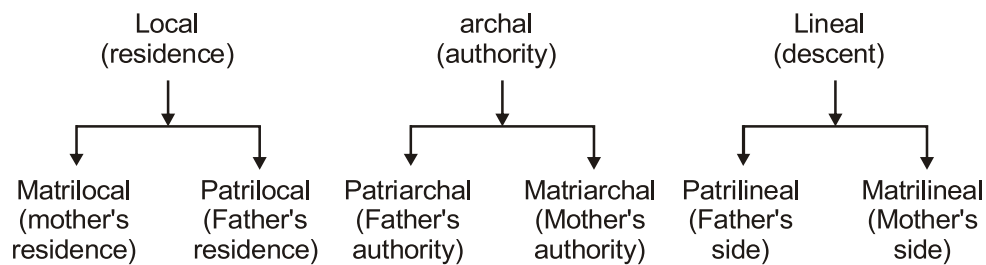 Local
(residence)
archal
(authority)
Lineal
(descent)
Matrilocal
(mother's
residence)
Patrilocal
(Father's
residence)
Patriarchal
(Father's
authority)
Matriarchal
(Mother's
authority)
Patrilineal
(Father's
side)
Matrilineal
(Mother's
side)